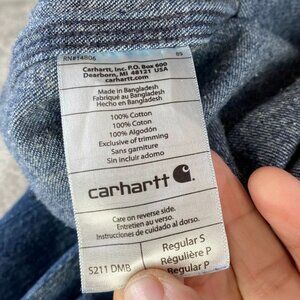 RN#14806 05
Carhartt, Inc. P.O. Box 600
Dearborn, MI 48121 USA
carhartt.com
Made in Bangladesh
Fabriqué au Bangladesh
Hecho en Bangladesh
100% Cotton
100% Coton
100% Algodón
Exclusive of trimming
Sans garniture
Sin incluir adorno
carhartt
Care on reverse side.
Entretien au verso.
Instrucciones de cuidado al dorso.
S211 DMB
Regular S
Régulière P
Regular P